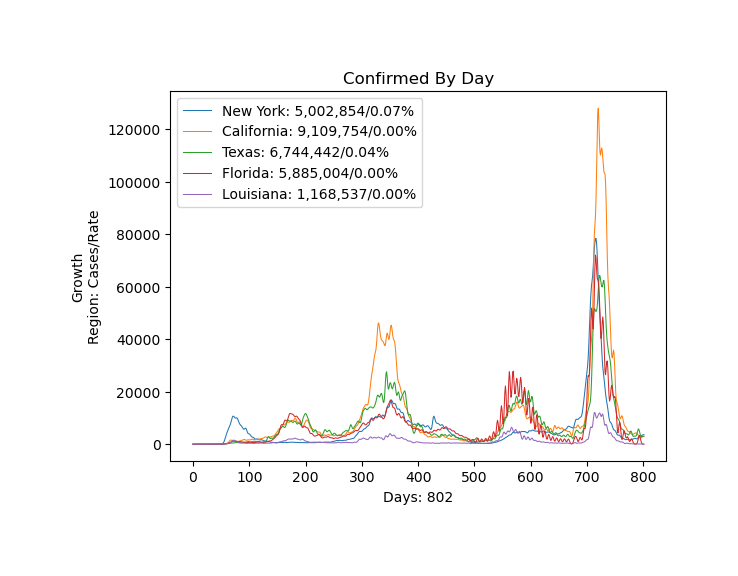 Confirmed By Day
New York: 5,002,854/0.07%
California: 9,109,754/0.00%
Texas: 6,744,442/0.04%
Florida: 5,885,004/0.00%
Louisiana: 1,168,537/0.00%
120000
100000
80000
60000
40000
20000
0
Growth
Region: Cases/Rate
0 100 200 300 400 500 600 700 800
Days: 802